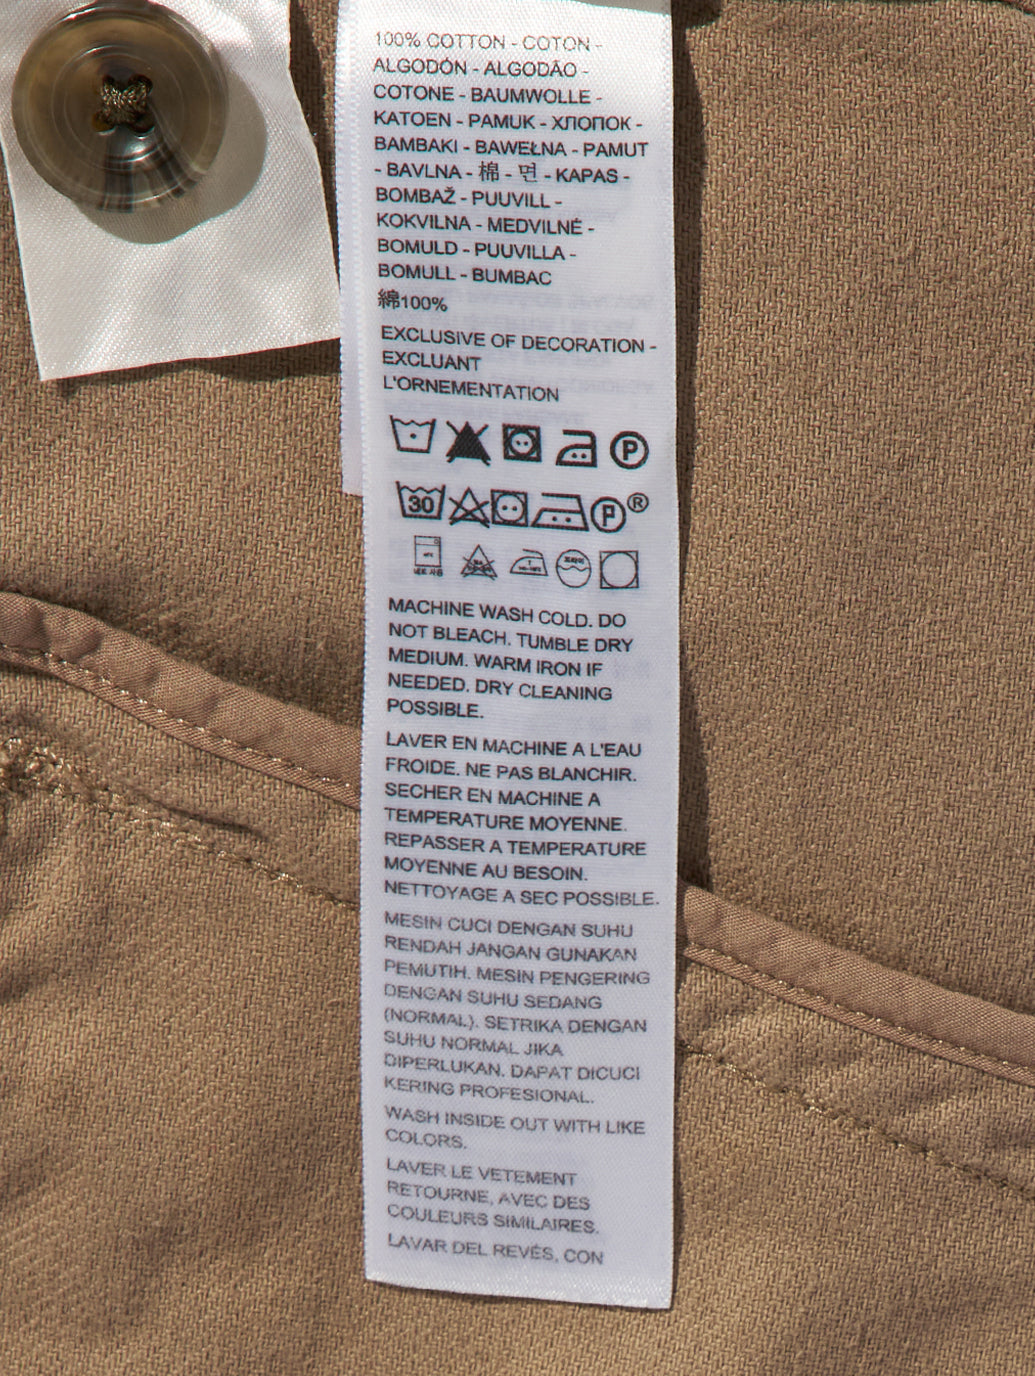 100% COTTON - COTON -
ALGODÓN - ALGODÃO -
COTONE - BAUMWOLLE -
KATOEN - PAMUK - ХЛОПОК -
BAMBAKI - BAWEŁNA - PAMUT
- BAVLNA - 棉 - 면 - KAPAS -
BOMBAŽ - PUUVILL -
KOKVILNA - MEDVILNĖ -
BOMULD - PUUVILLA -
BOMULL - BUMBAC
綿100%
EXCLUSIVE OF DECORATION -
EXCLUANT
L'ORNEMENTATION
P
30 P ®
MACHINE WASH COLD. DO
NOT BLEACH. TUMBLE DRY
MEDIUM. WARM IRON IF
NEEDED. DRY CLEANING
POSSIBLE.
LAVER EN MACHINE A L'EAU
FROIDE. NE PAS BLANCHIR.
SECHER EN MACHINE A
TEMPERATURE MOYENNE.
REPASSER A TEMPERATURE
MOYENNE AU BESOIN.
NETTOYAGE A SEC POSSIBLE.
MESIN CUCI DENGAN SUHU
RENDAH JANGAN GUNAKAN
PEMUTIH. MESIN PENGERING
DENGAN SUHU SEDANG
(NORMAL). SETRIKA DENGAN
SUHU NORMAL JIKA
DIPERLUKAN. DAPAT DICUCI
KERING PROFESIONAL.
WASH INSIDE OUT WITH LIKE
COLORS.
LAVER LE VETEMENT
RETOURNE, AVEC DES
COULEURS SIMILAIRES.
LAVAR DEL REVÉS, CON